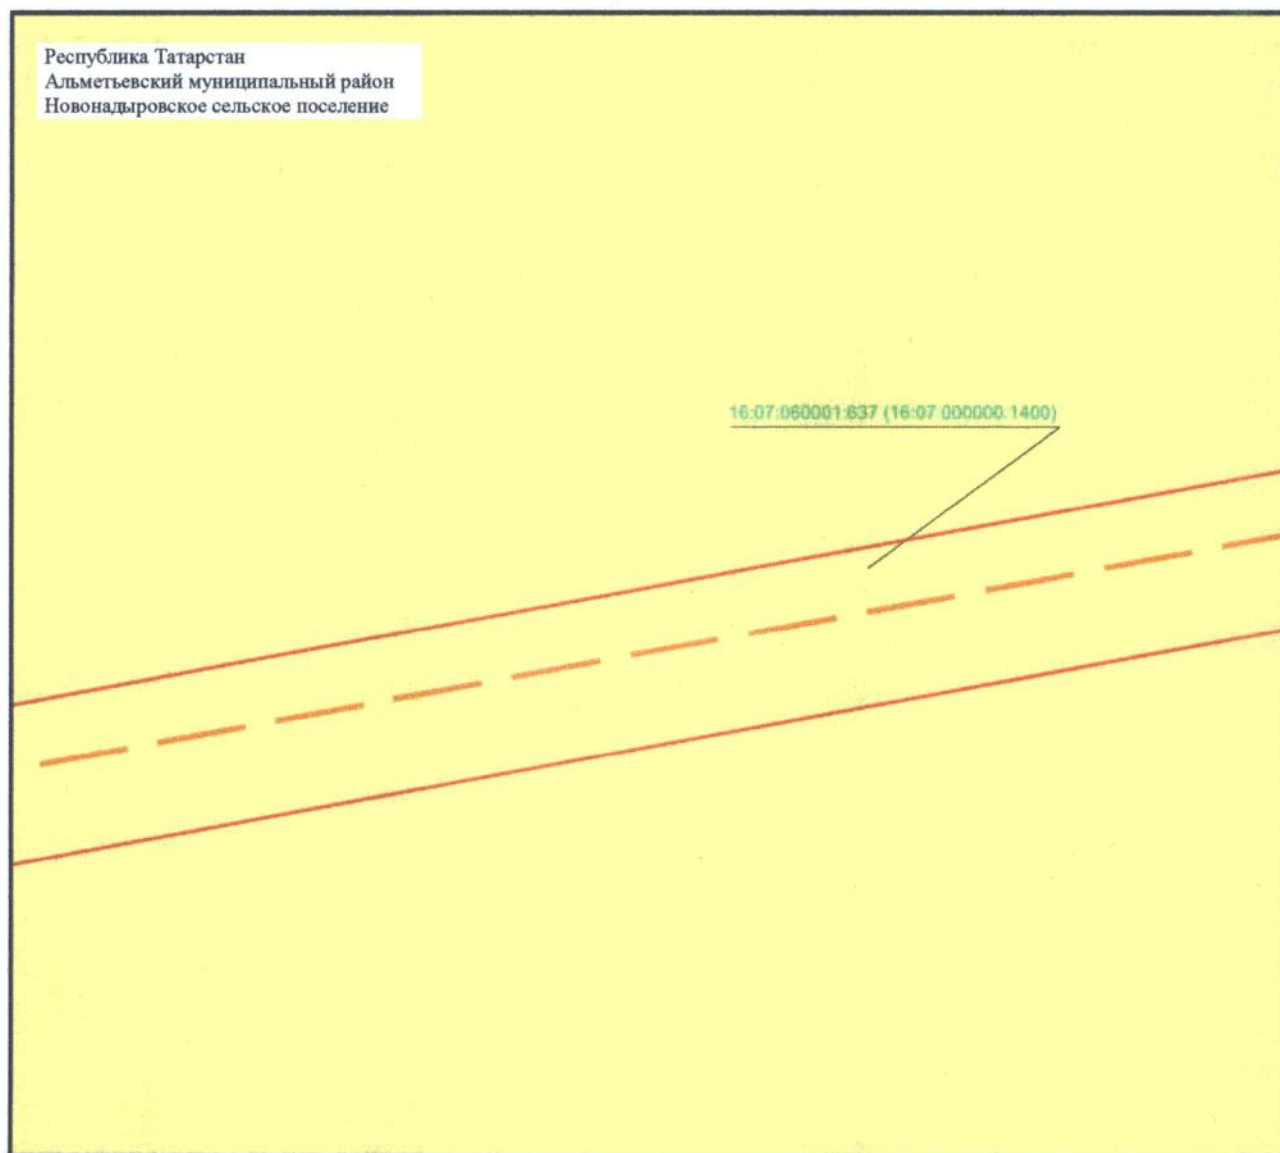 Республика Татарстан
Альметьевский муниципальный район
Новонадыровское сельское поселение
16:07:060001:637 (16:07 000000:1400)